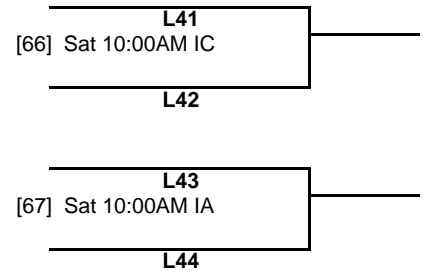 L41
[66] Sat 10:00AM IC
L42
L43
[67] Sat 10:00AM IA
L44